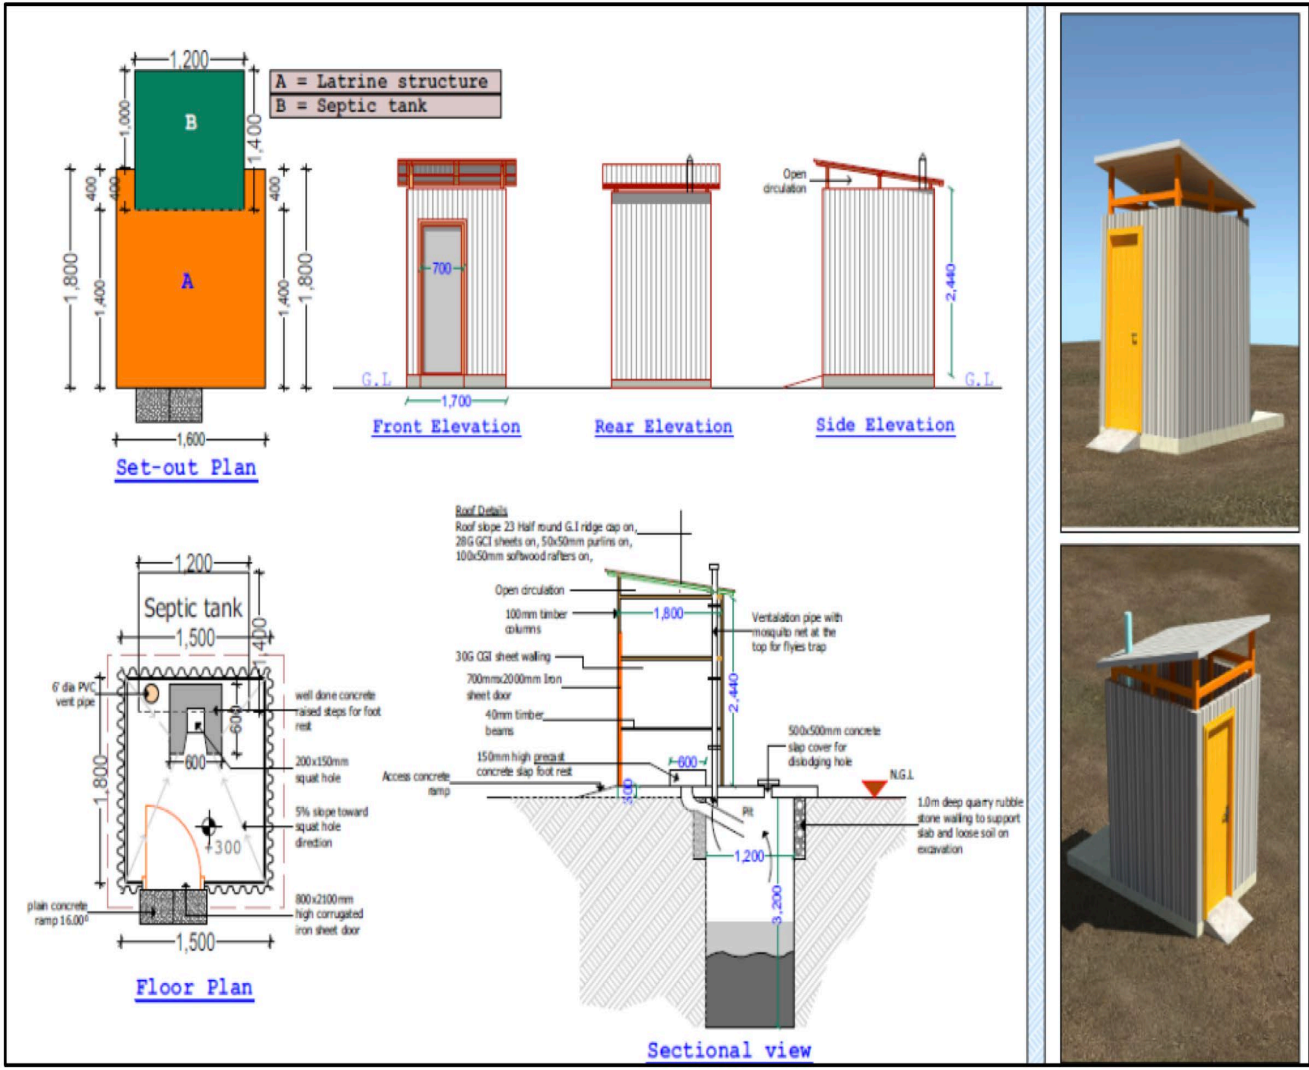 1,200
A = Latrine structure
B = Septic tank
1,000
B
1,400
400
400
400
400
1,800
1,400
A
1,400
1,800
1,600
Set-out Plan
700
G.L
1,700
Front Elevation
Rear Elevation
Open
circulation
2,440
G.L
Side Elevation
1,200
Septic tank
1,500
1,400
6' dia PVC
vent pipe
600
600
well done concrete
raised steps for foot
rest
200x150mm
squat hole
1,800
5% slope toward
squat hole
direction
+300
plain concrete
ramp 16.00⁰
800x2100mm
high corrugated
iron sheet door
1,500
Floor Plan
Roof Details
Roof slope 23 Half round G.I ridge cap on,
28G GCI sheets on, 50x50mm purlins on,
100x50mm softwood rafters on,
Open circulation
100mm timber
columns
1,800
Ventalation pipe with
mosquito net at the
top for flyies trap
30G CGI sheet walling
700mmx2000mm Iron
sheet door
2,440
40mm timber
beams
500x500mm concrete
slap cover for
dislodging hole
150mm high precast
concrete slap foot rest
600
Access concrete
ramp
300
N.G.L
Pit
1.0m deep quarry rubble
stone walling to support
slab and loose soil on
excavation
1,200
3,200
Sectional view